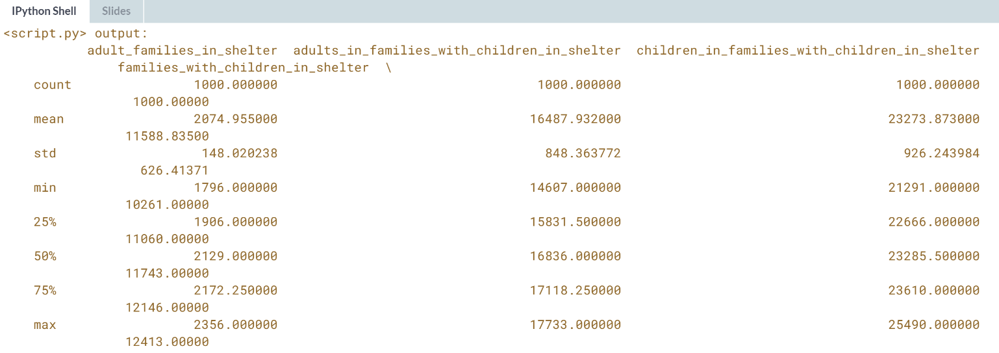 IPython Shell Slides
<script.py> output:
adult_families_in_shelter adults_in_families_with_children_in_shelter children_in_families_with_children_in_shelter
families_with_children_in_shelter \
count 1000.000000 1000.000000 1000.000000
1000.00000
mean 2074.955000 16487.932000 23273.873000
11588.83500
std 148.020238 848.363772 926.243984
626.41371
min 1796.000000 14607.000000 21291.000000
10261.00000
25% 1906.000000 15831.500000 22666.000000
11060.00000
50% 2129.000000 16836.000000 23285.500000
11743.00000
75% 2172.250000 17118.250000 23610.000000
12146.00000
max 2356.000000 17733.000000 25490.000000
12413.00000